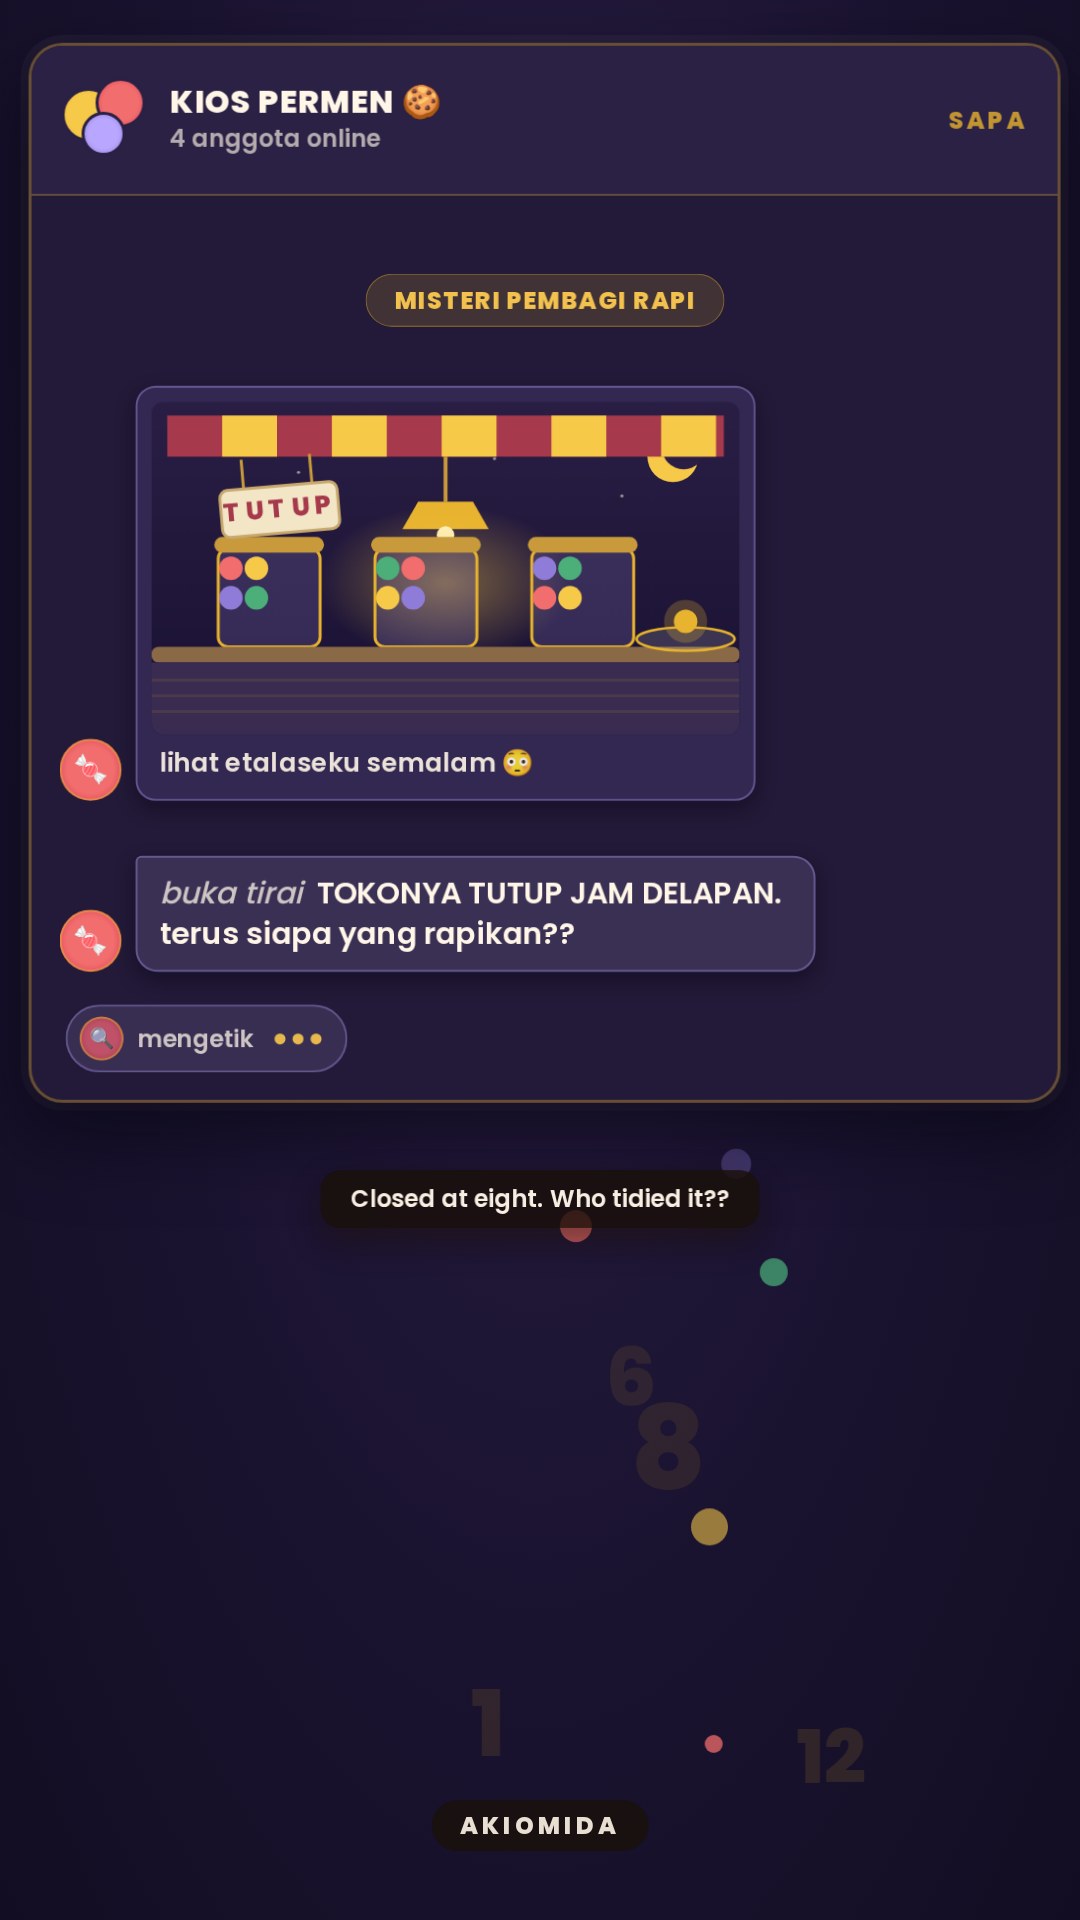 KIOS PERMEN 🍪
4 anggota online
SAPA
MISTERI PEMBAGI RAPI
TUTUP
lihat etalaseku semalam 😳
buka tirai TOKONYA TUTUP JAM DELAPAN.
terus siapa yang rapikan??
mengetik
Closed at eight. Who tidied it??
6
8
1
12
AKIOMIDA